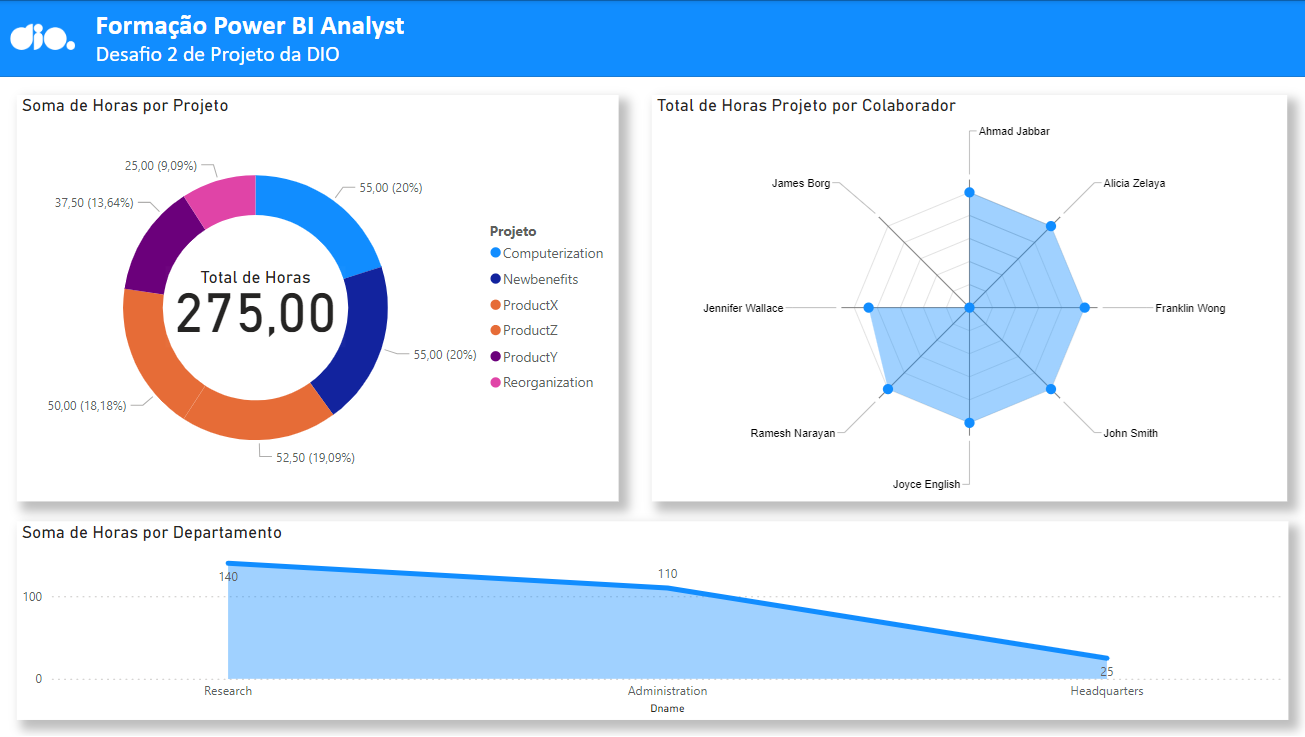 dio.
Formação Power BI Analyst
Desafio 2 de Projeto da DIO
Soma de Horas por Projeto
25,00 (9,09%)
55,00 (20%)
37,50 (13,64%)
Total de Horas
275,00
55,00 (20%)
50,00 (18,18%)
52,50 (19,09%)
Projeto
Computerization
Newbenefits
ProductX
ProductZ
ProductY
Reorganization
Total de Horas Projeto por Colaborador
Ahmad Jabbar
James Borg
Alicia Zelaya
Jennifer Wallace
Franklin Wong
Ramesh Narayan
John Smith
Joyce English
Soma de Horas por Departamento
140
110
100
25
0
Research
Administration
Headquarters
Dname